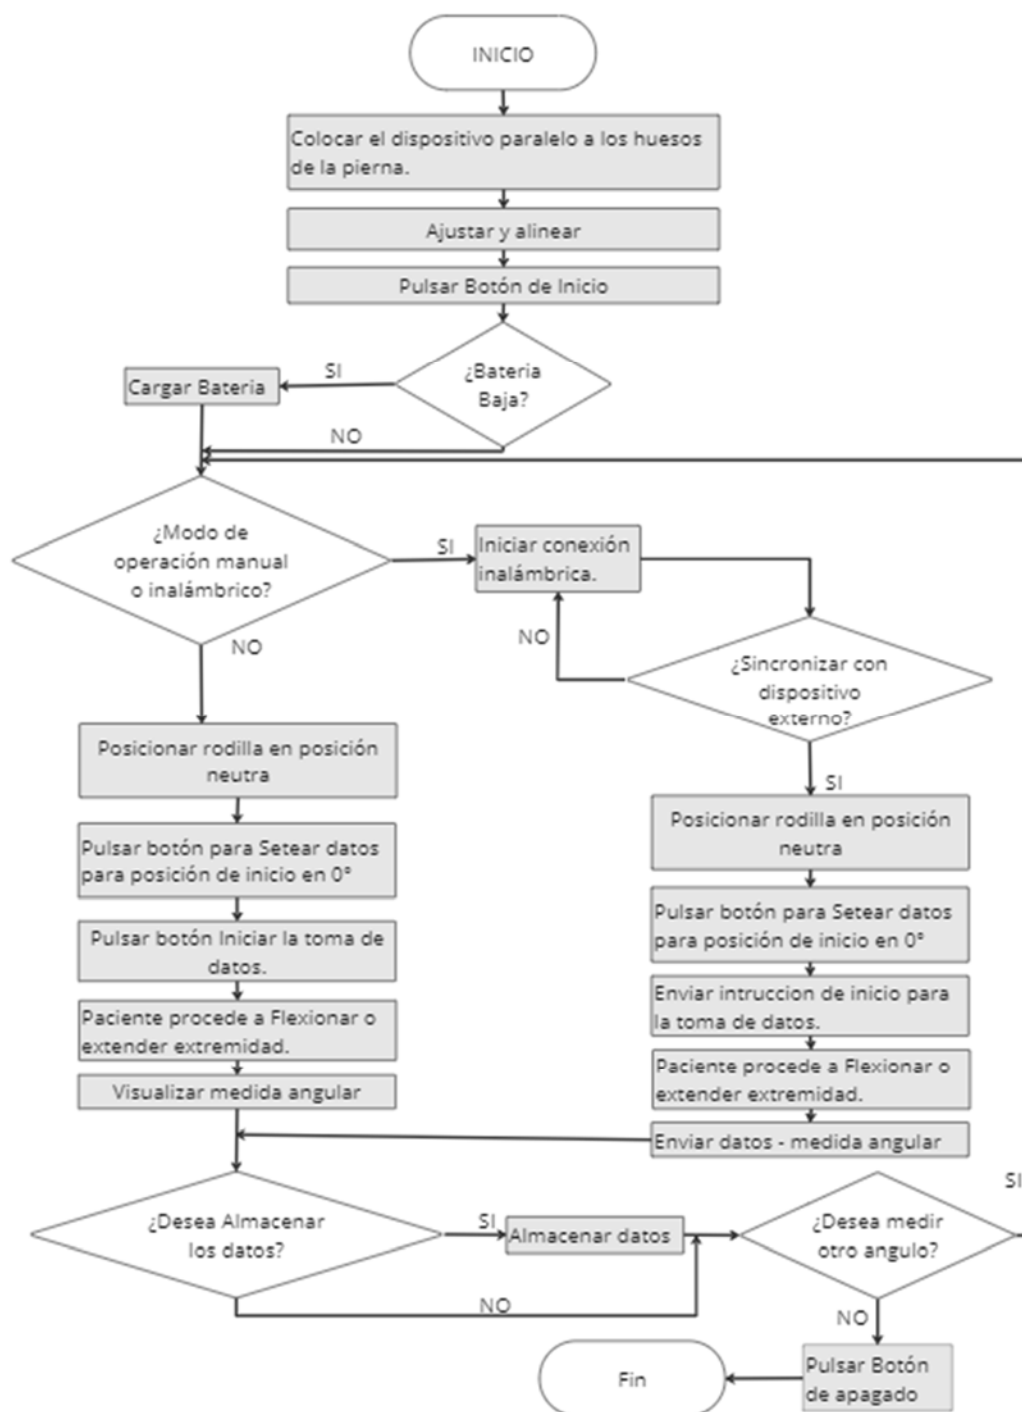 INICIO
Colocar el dispositivo paralelo a los huesos
de la pierna.
Ajustar y alinear
Pulsar Botón de Inicio
¿Bateria
Baja?
SI
Cargar Bateria
NO
¿Modo de
operación manual
o inalámbrico?
SI
Iniciar conexión
inalámbrica.
NO
¿Sincronizar con
dispositivo
externo?
NO
SI
Posicionar rodilla en posición
neutra
Pulsar botón para Setear datos
para posición de inicio en 0°
Pulsar botón Iniciar la toma de
datos.
Paciente procede a Flexionar o
extender extremidad.
Visualizar medida angular
Posicionar rodilla en posición
neutra
Pulsar botón para Setear datos
para posición de inicio en 0°
Enviar intruccion de inicio para
la toma de datos.
Paciente procede a Flexionar o
extender extremidad.
Enviar datos - medida angular
¿Desea Almacenar
los datos?
SI
Almacenar datos
NO
¿Desea medir
otro angulo?
SI
NO
Pulsar Botón
de apagado
Fin